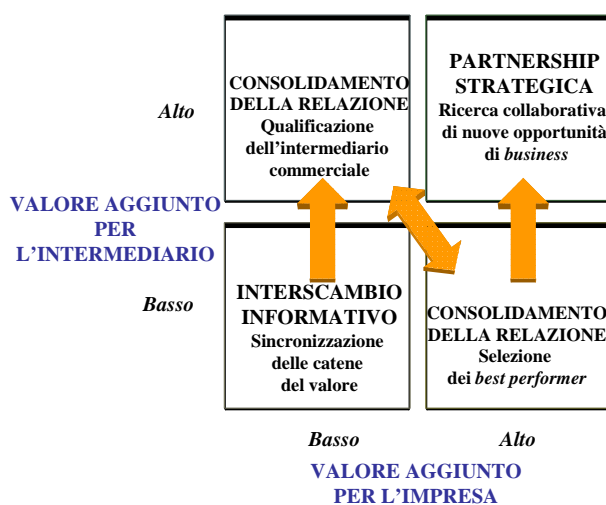 CONSOLIDAMENTO
DELLA RELAZIONE
Qualificazione
dell'intermediario
commerciale
PARTNERSHIP
STRATEGICA
Ricerca collaborativa
di nuove opportunità
di business
Alto
VALORE AGGIUNTO
PER
L'INTERMEDIARIO
Basso
INTERSCAMBIO
INFORMATIVO
Sincronizzazione
delle catene
del valore
CONSOLIDAMENTO
DELLA RELAZIONE
Selezione
dei best performer
Basso
Alto
VALORE AGGIUNTO
PER L'IMPRESA